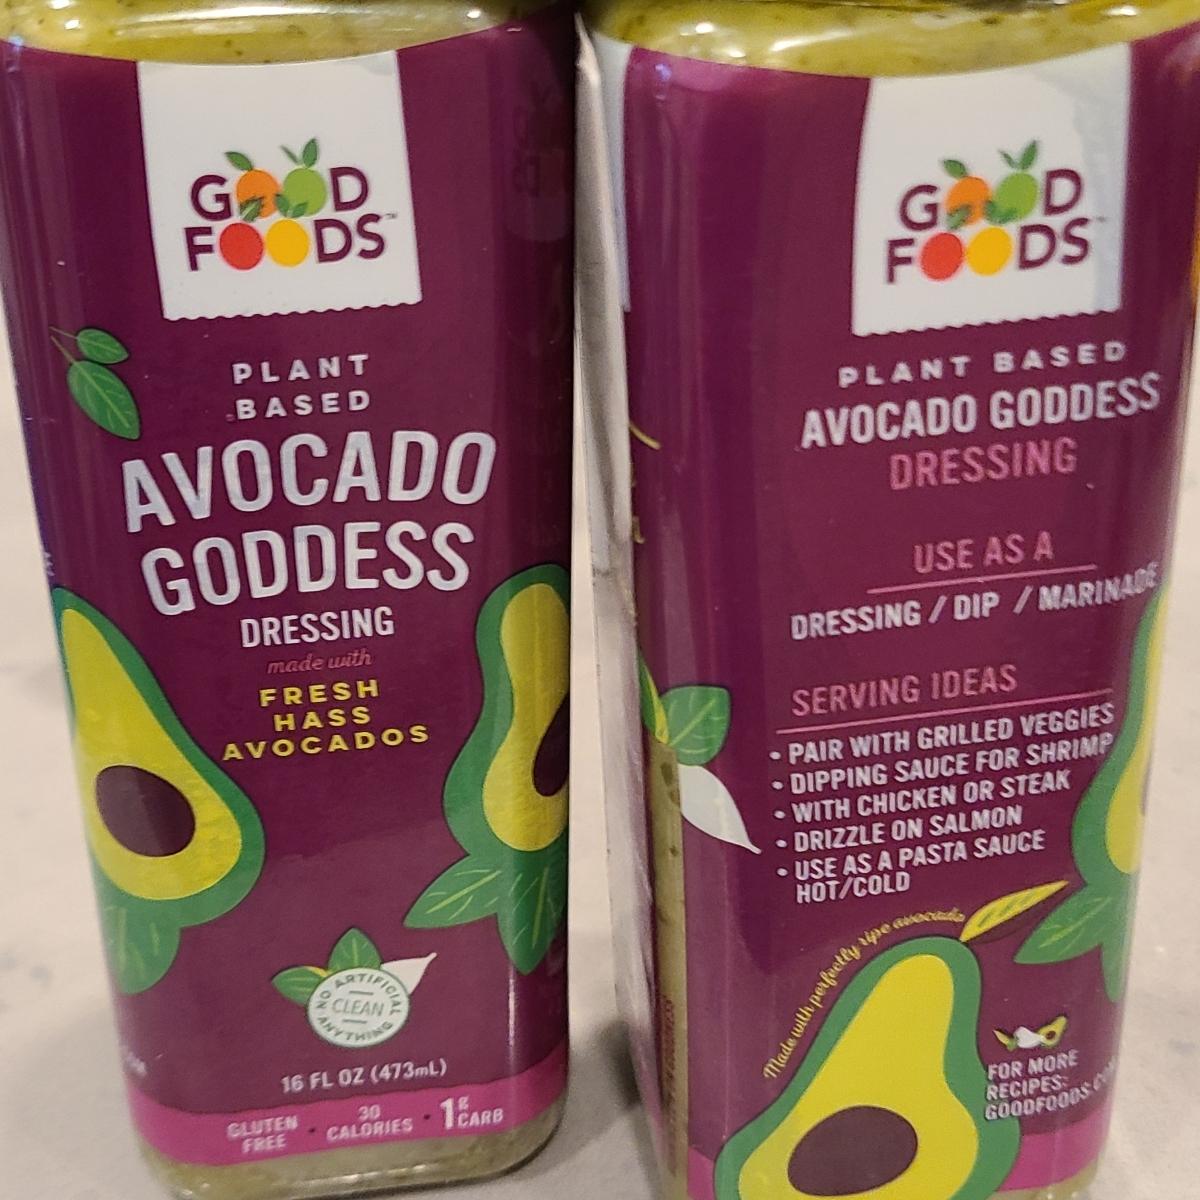 GOOD
FOODS™
PLANT
BASED
AVOCADO
GODDESS
DRESSING
made with
FRESH
HASS
AVOCADOS
NO ARTIFICIAL
CLEAN
ANYTHING
16 FL OZ (473mL)
GLUTEN
FREE
·
30
CALORIES
·
1g
CARB
GOOD
FOODS™
PLANT BASED
AVOCADO GODDESS
DRESSING
USE AS A
DRESSING / DIP / MARINADE
SERVING IDEAS
• PAIR WITH GRILLED VEGGIES
• DIPPING SAUCE FOR SHRIMP
• WITH CHICKEN OR STEAK
• DRIZZLE ON SALMON
• USE AS A PASTA SAUCE
HOT/COLD
Made with perfectly ripe avocado
FOR MORE
RECIPES:
GOODFOODS.COM